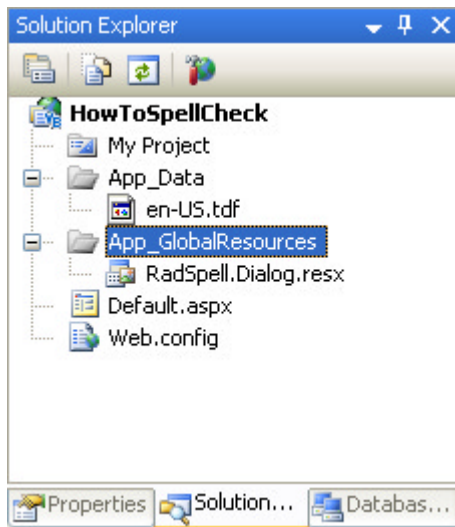 Solution Explorer
HowToSpellCheck
My Project
App_Data
en-US.tdf
App_GlobalResources
RadSpell.Dialog.resx
Default.aspx
Web.config
Properties Solution... Databas...